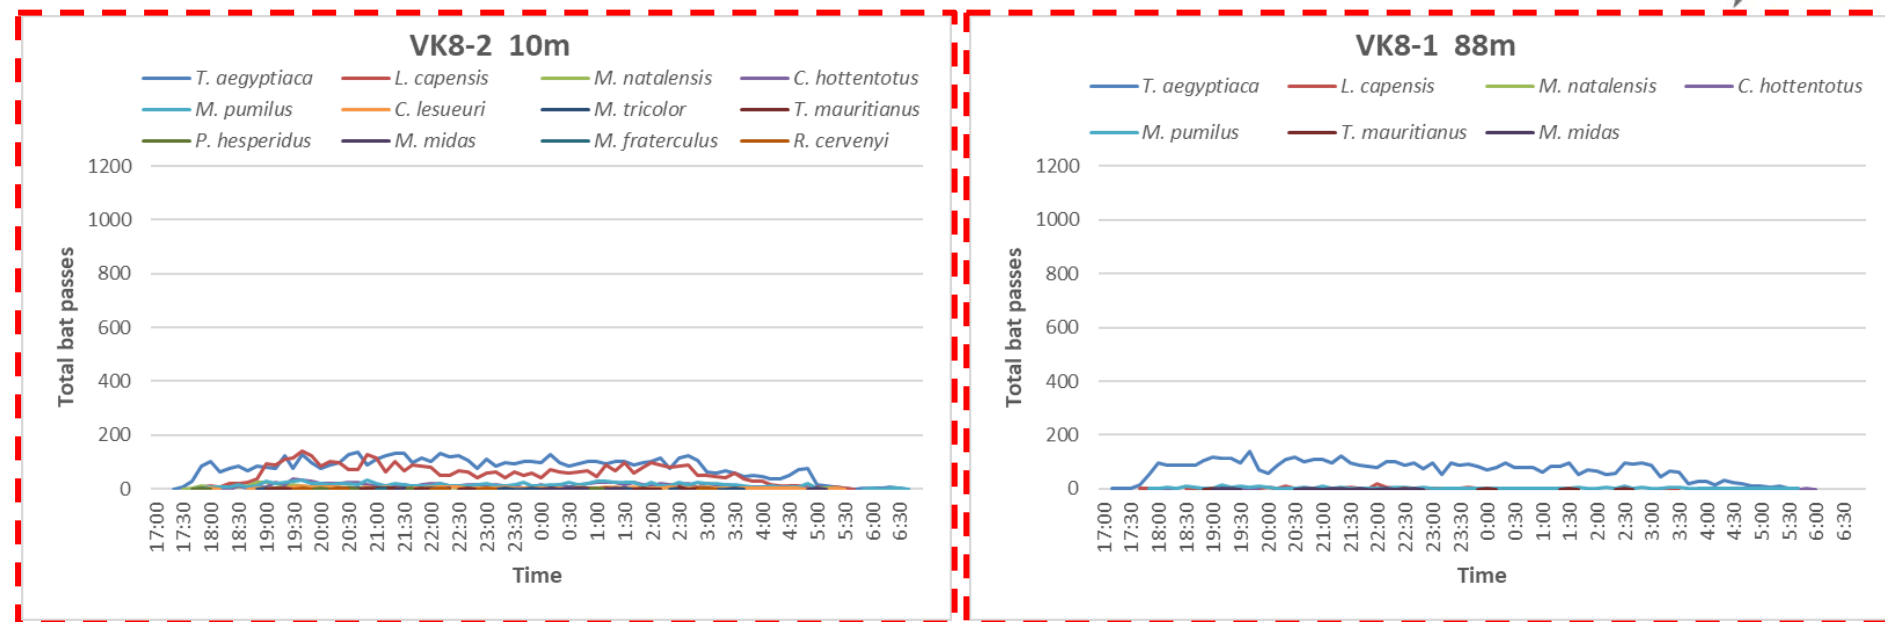 VK8-2 10m
T. aegyptiaca L. capensis M. natalensis C. hottentotus
M. pumilus C. lesueuri M. tricolor T. mauritianus
P. hesperidus M. midas M. fraterculus R. cervenyi
1200
1000
800
600
400
200
0
Total bat passes
17:00 17:30 18:00 18:30 19:00 19:30 20:00 20:30 21:00 21:30 22:00 22:30 23:00 23:30 0:00 0:30 1:00 1:30 2:00 2:30 3:00 3:30 4:00 4:30 5:00 5:30 6:00 6:30
Time
VK8-1 88m
T. aegyptiaca L. capensis M. natalensis C. hottentotus
M. pumilus T. mauritianus M. midas
1200
1000
800
600
400
200
0
Total bat passes
17:00 17:30 18:00 18:30 19:00 19:30 20:00 20:30 21:00 21:30 22:00 22:30 23:00 23:30 0:00 0:30 1:00 1:30 2:00 2:30 3:00 3:30 4:00 4:30 5:00 5:30 6:00 6:30
Time